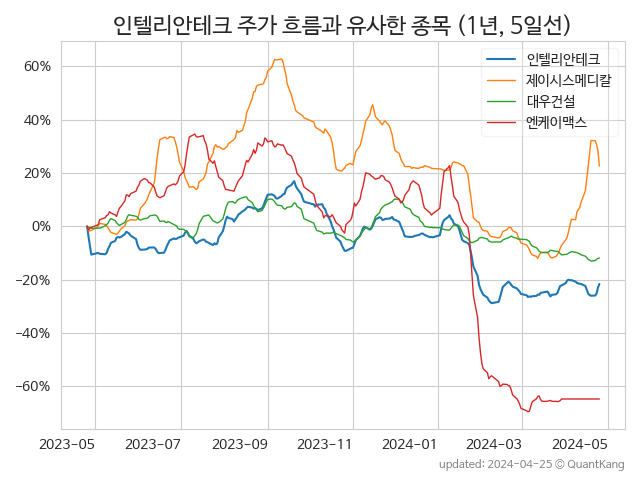 인텔리안테크 주가 흐름과 유사한 종목 (1년, 5일선)
인텔리안테크
제이시스메디칼
대우건설
엔케이맥스
60%
40%
20%
0%
−20%
−40%
−60%
2023-05 2023-07 2023-09 2023-11 2024-01 2024-03 2024-05
updated: 2024-04-25 © QuantKang